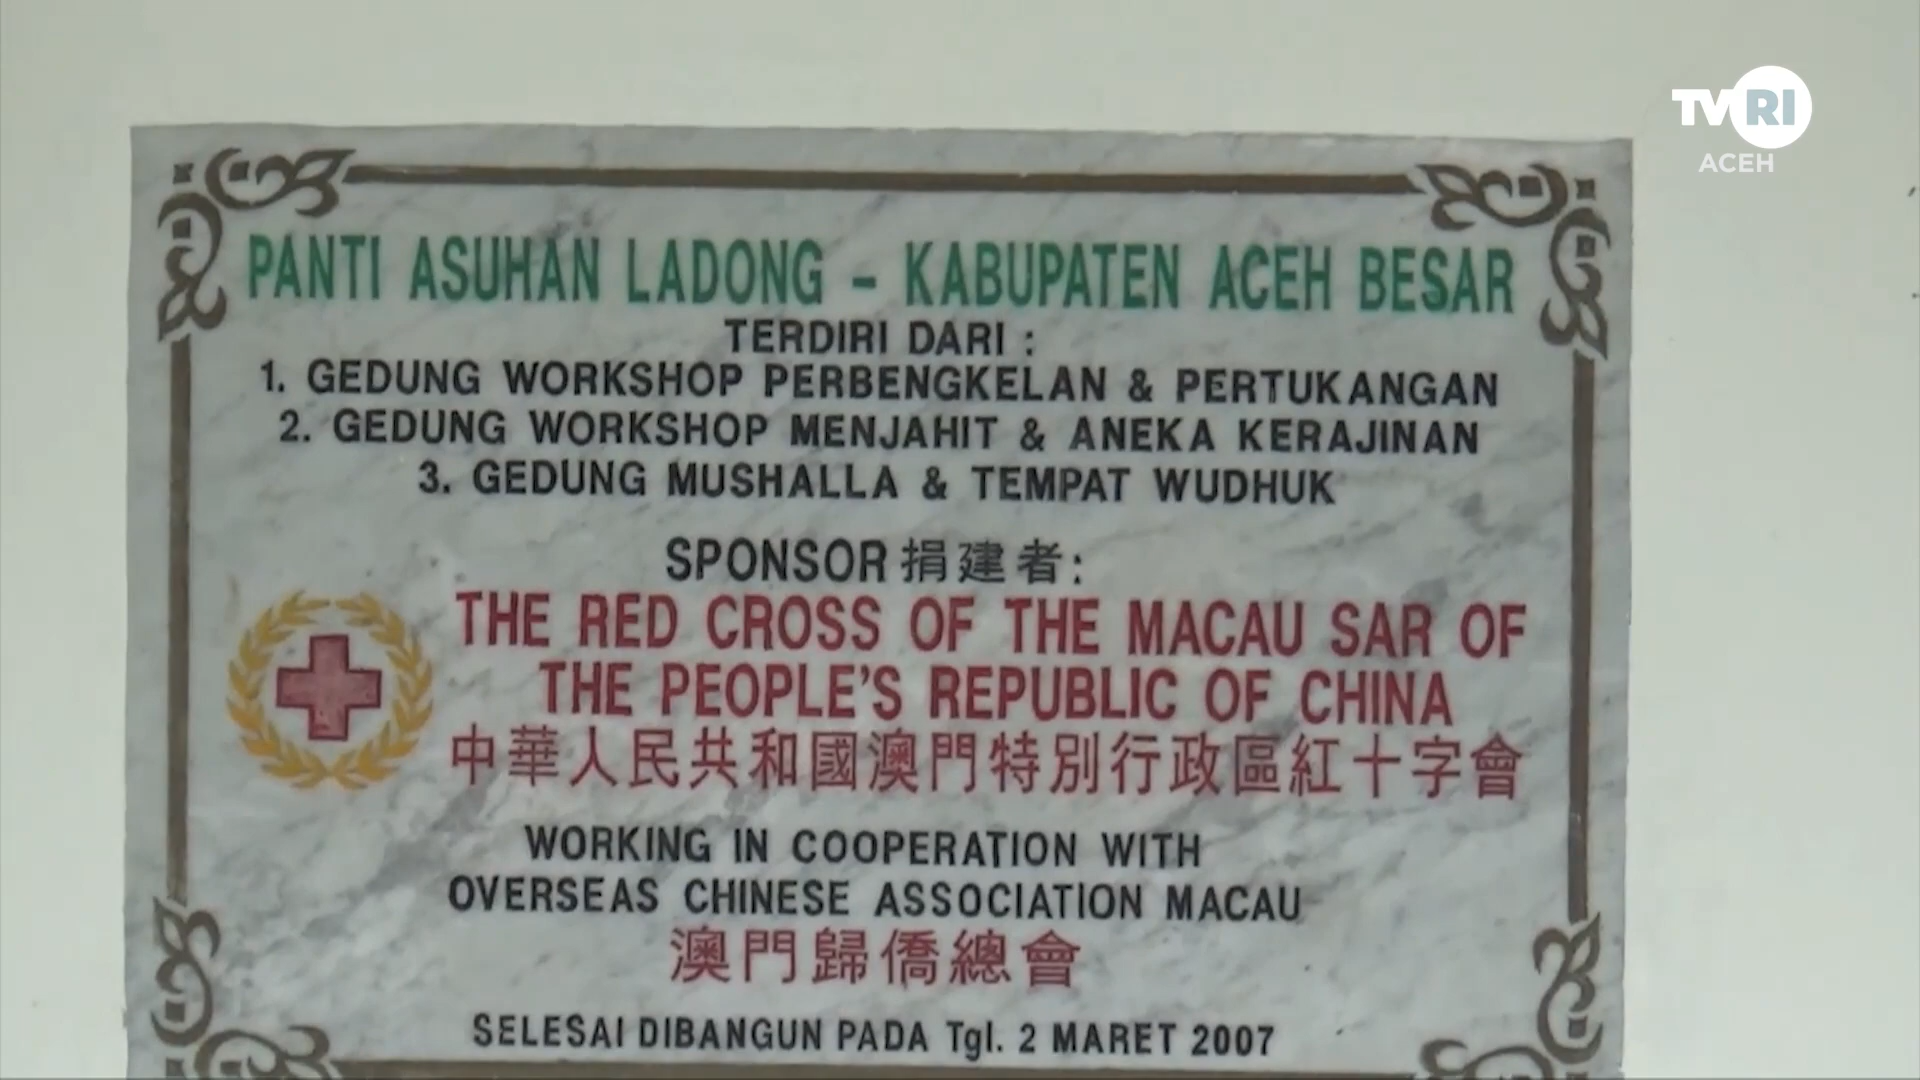 TVRI
ACEH
PANTI ASUHAN LADONG - KABUPATEN ACEH BESAR
TERDIRI DARI :
1. GEDUNG WORKSHOP PERBENGKELAN & PERTUKANGAN
2. GEDUNG WORKSHOP MENJAHIT & ANEKA KERAJINAN
3. GEDUNG MUSHALLA & TEMPAT WUDHUK
SPONSOR 捐建者:
THE RED CROSS OF THE MACAU SAR OF
THE PEOPLE'S REPUBLIC OF CHINA
中華人民共和國澳門特別行政區紅十字會
WORKING IN COOPERATION WITH
OVERSEAS CHINESE ASSOCIATION MACAU
澳門歸僑總會
SELESAI DIBANGUN PADA Tgl. 2 MARET 2007